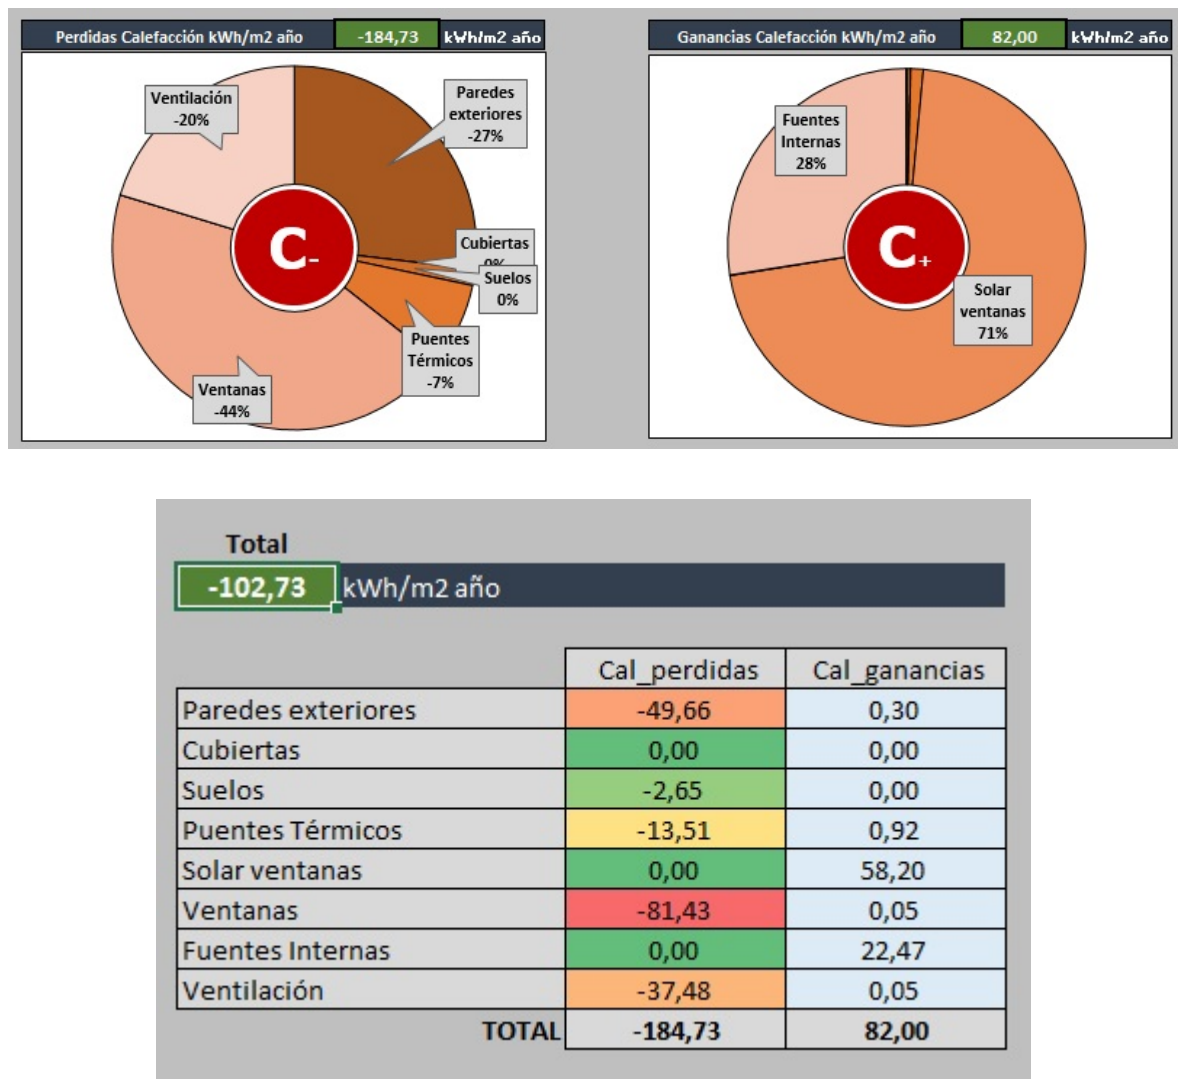 Perdidas Calefacción kWh/m2 año -184,73 kWh/m2 año
Ventilación
-20%
Paredes
exteriores
-27%
Cubiertas
0%
Suelos
0%
Puentes
Térmicos
-7%
Ventanas
-44%
C-
Ganancias Calefacción kWh/m2 año 82,00 kWh/m2 año
Fuentes
Internas
28%
C+
Solar
ventanas
71%
Total
-102,73 kWh/m2 año
Cal_perdidas Cal_ganancias
Paredes exteriores -49,66 0,30
Cubiertas 0,00 0,00
Suelos -2,65 0,00
Puentes Térmicos -13,51 0,92
Solar ventanas 0,00 58,20
Ventanas -81,43 0,05
Fuentes Internas 0,00 22,47
Ventilación -37,48 0,05
TOTAL -184,73 82,00